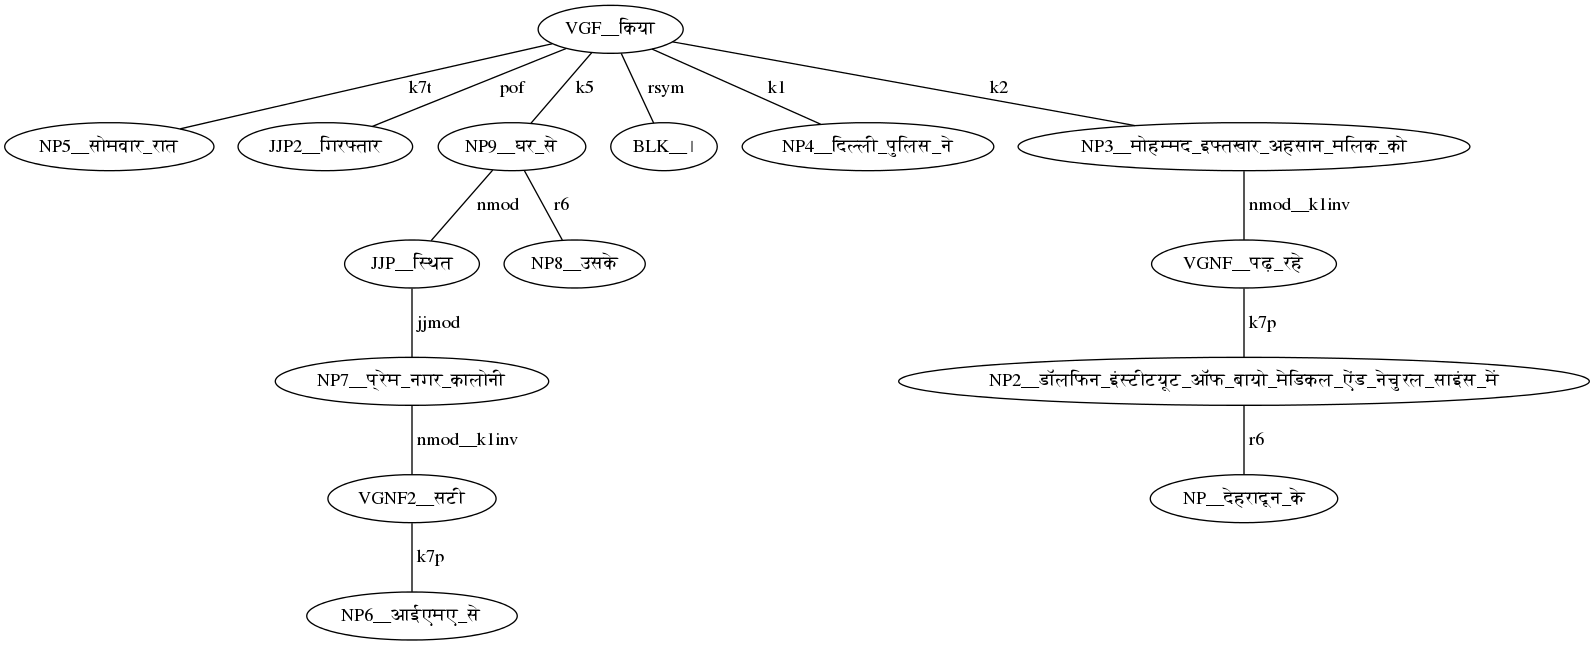 VGF__किया
k7t
pof
k5
rsym
k1
k2
NP5__सोमवार_रात
JJP2__गिरफ्तार
NP9__घर_से
BLK__।
NP4__दिल्ली_पुलिस_ने
NP3__मोहम्मद_इफ्तखार_अहसान_मलिक_को
nmod
r6
nmod__k1inv
JJP__स्थित
NP8__उसके
VGNF__पढ़_रहे
jjmod
k7p
NP7__प्रेम_नगर_कालोनी
NP2__डॉलफिन_इंस्टीटयूट_ऑफ_बायो_मेडिकल_ऐंड_नेचुरल_साइंस_में
nmod__k1inv
r6
VGNF2__सटी
NP__देहरादून_के
k7p
NP6__आईएमए_से